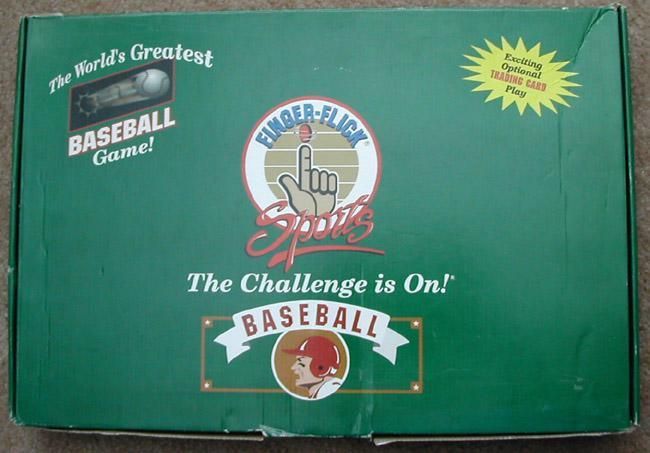 The World's Greatest
BASEBALL
Game!
Exciting
Optional
TRADING CARD
Play
FINGER-FLICK®
Sports
The Challenge is On!®
BASEBALL